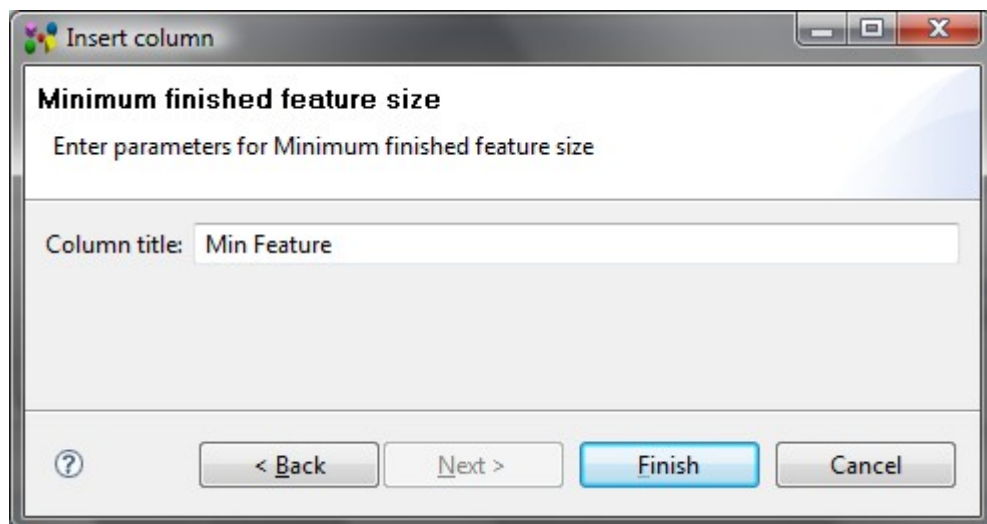 Insert column
Minimum finished feature size
Enter parameters for Minimum finished feature size
Column title: Min Feature
? < Back Next > Finish Cancel